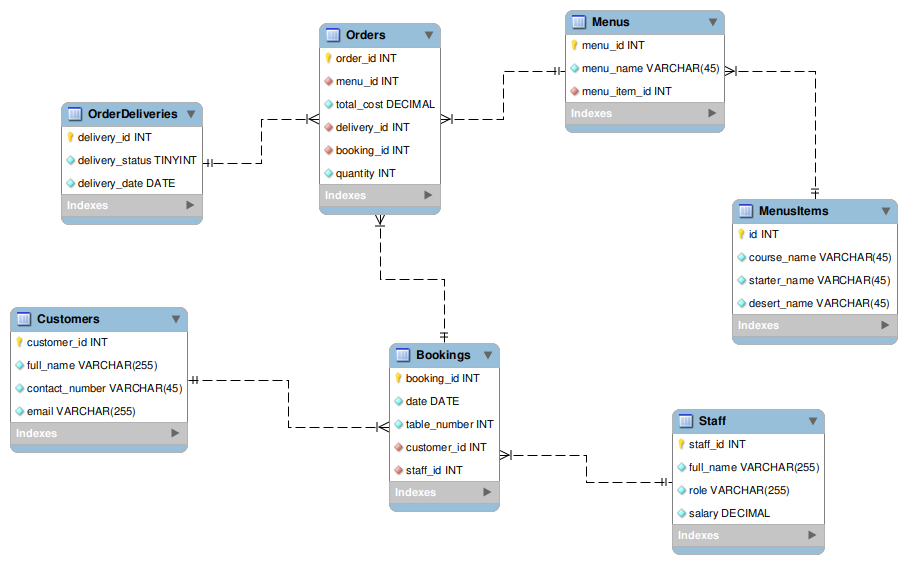 Orders
order_id INT
menu_id INT
total_cost DECIMAL
delivery_id INT
booking_id INT
quantity INT
Indexes
Menus
menu_id INT
menu_name VARCHAR(45)
menu_item_id INT
Indexes
OrderDeliveries
delivery_id INT
delivery_status TINYINT
delivery_date DATE
Indexes
MenusItems
id INT
course_name VARCHAR(45)
starter_name VARCHAR(45)
desert_name VARCHAR(45)
Indexes
Customers
customer_id INT
full_name VARCHAR(255)
contact_number VARCHAR(45)
email VARCHAR(255)
Indexes
Bookings
booking_id INT
date DATE
table_number INT
customer_id INT
staff_id INT
Indexes
Staff
staff_id INT
full_name VARCHAR(255)
role VARCHAR(255)
salary DECIMAL
Indexes